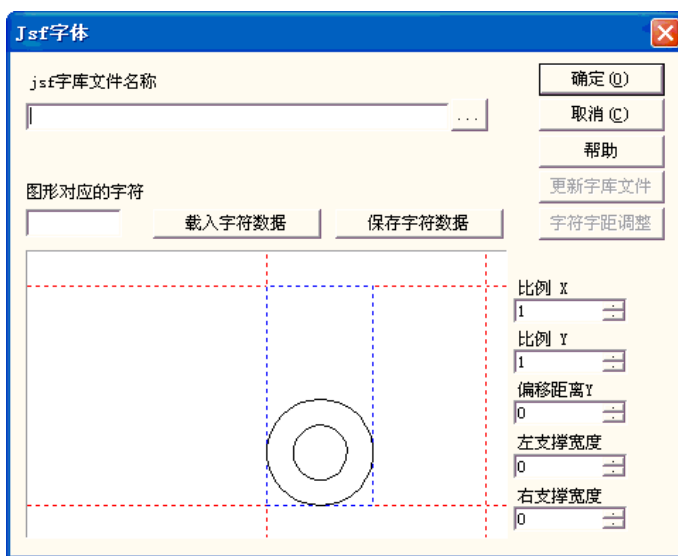 Jsf字体
jsf字库文件名称
...
确定(O)
取消(C)
帮助
更新字库文件
字符字距调整
图形对应的字符
载入字符数据
保存字符数据
比例 X
1
比例 Y
1
偏移距离Y
0
左支撑宽度
0
右支撑宽度
0